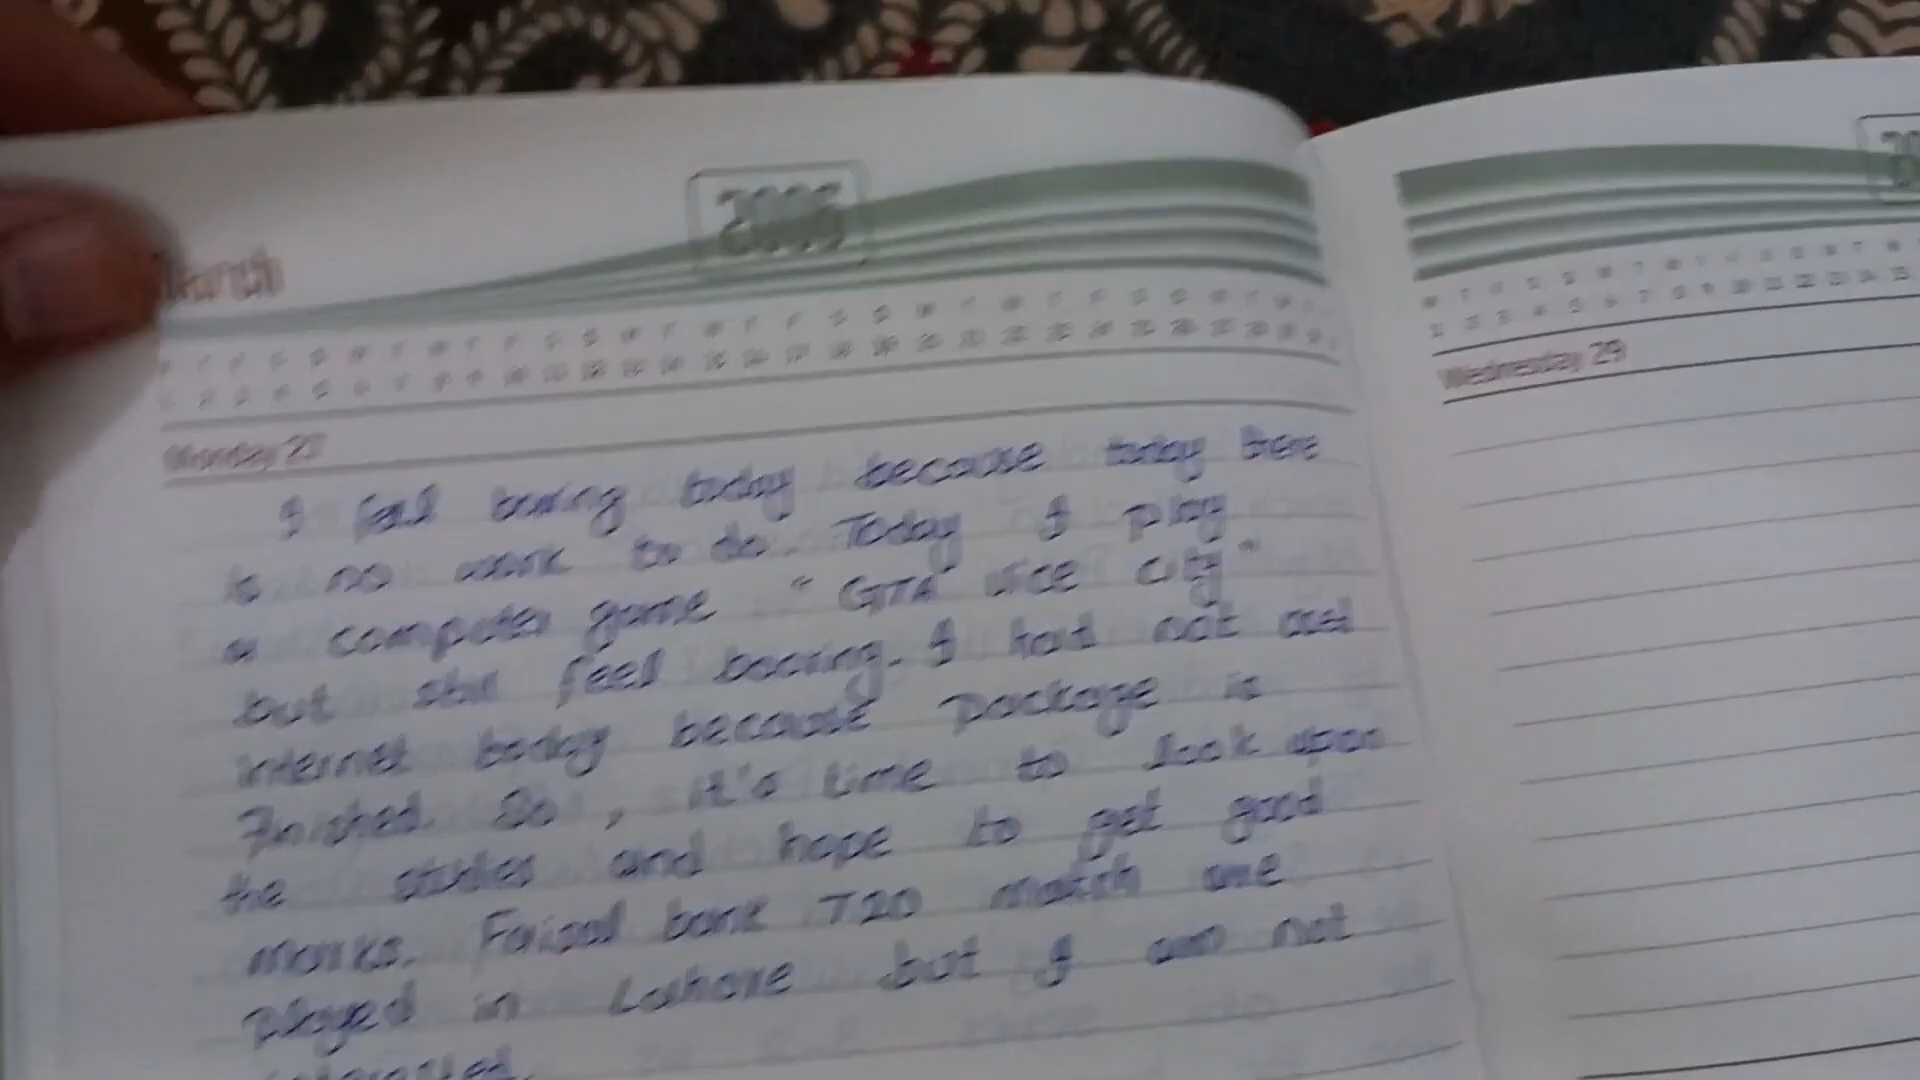 March
2006
Monday 27
I feel boring today because today there
is no work to do. Today I play
a computer game "GTA vice city"
but still feel boring. I had not use
internet today because package is
finished. So, it's time to look upon
the studies and hope to get good
marks. Faisal bank T20 match are
played in Lahore but I am not
interested.
Wednesday 29